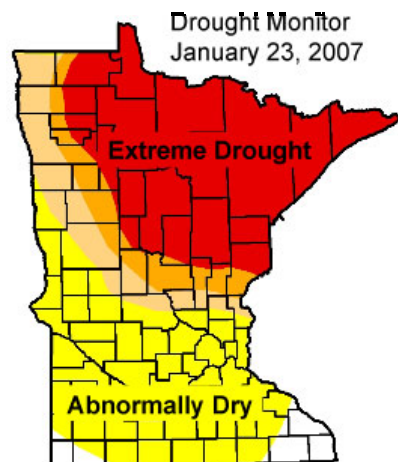 Drought Monitor
January 23, 2007
Extreme Drought
Abnormally Dry